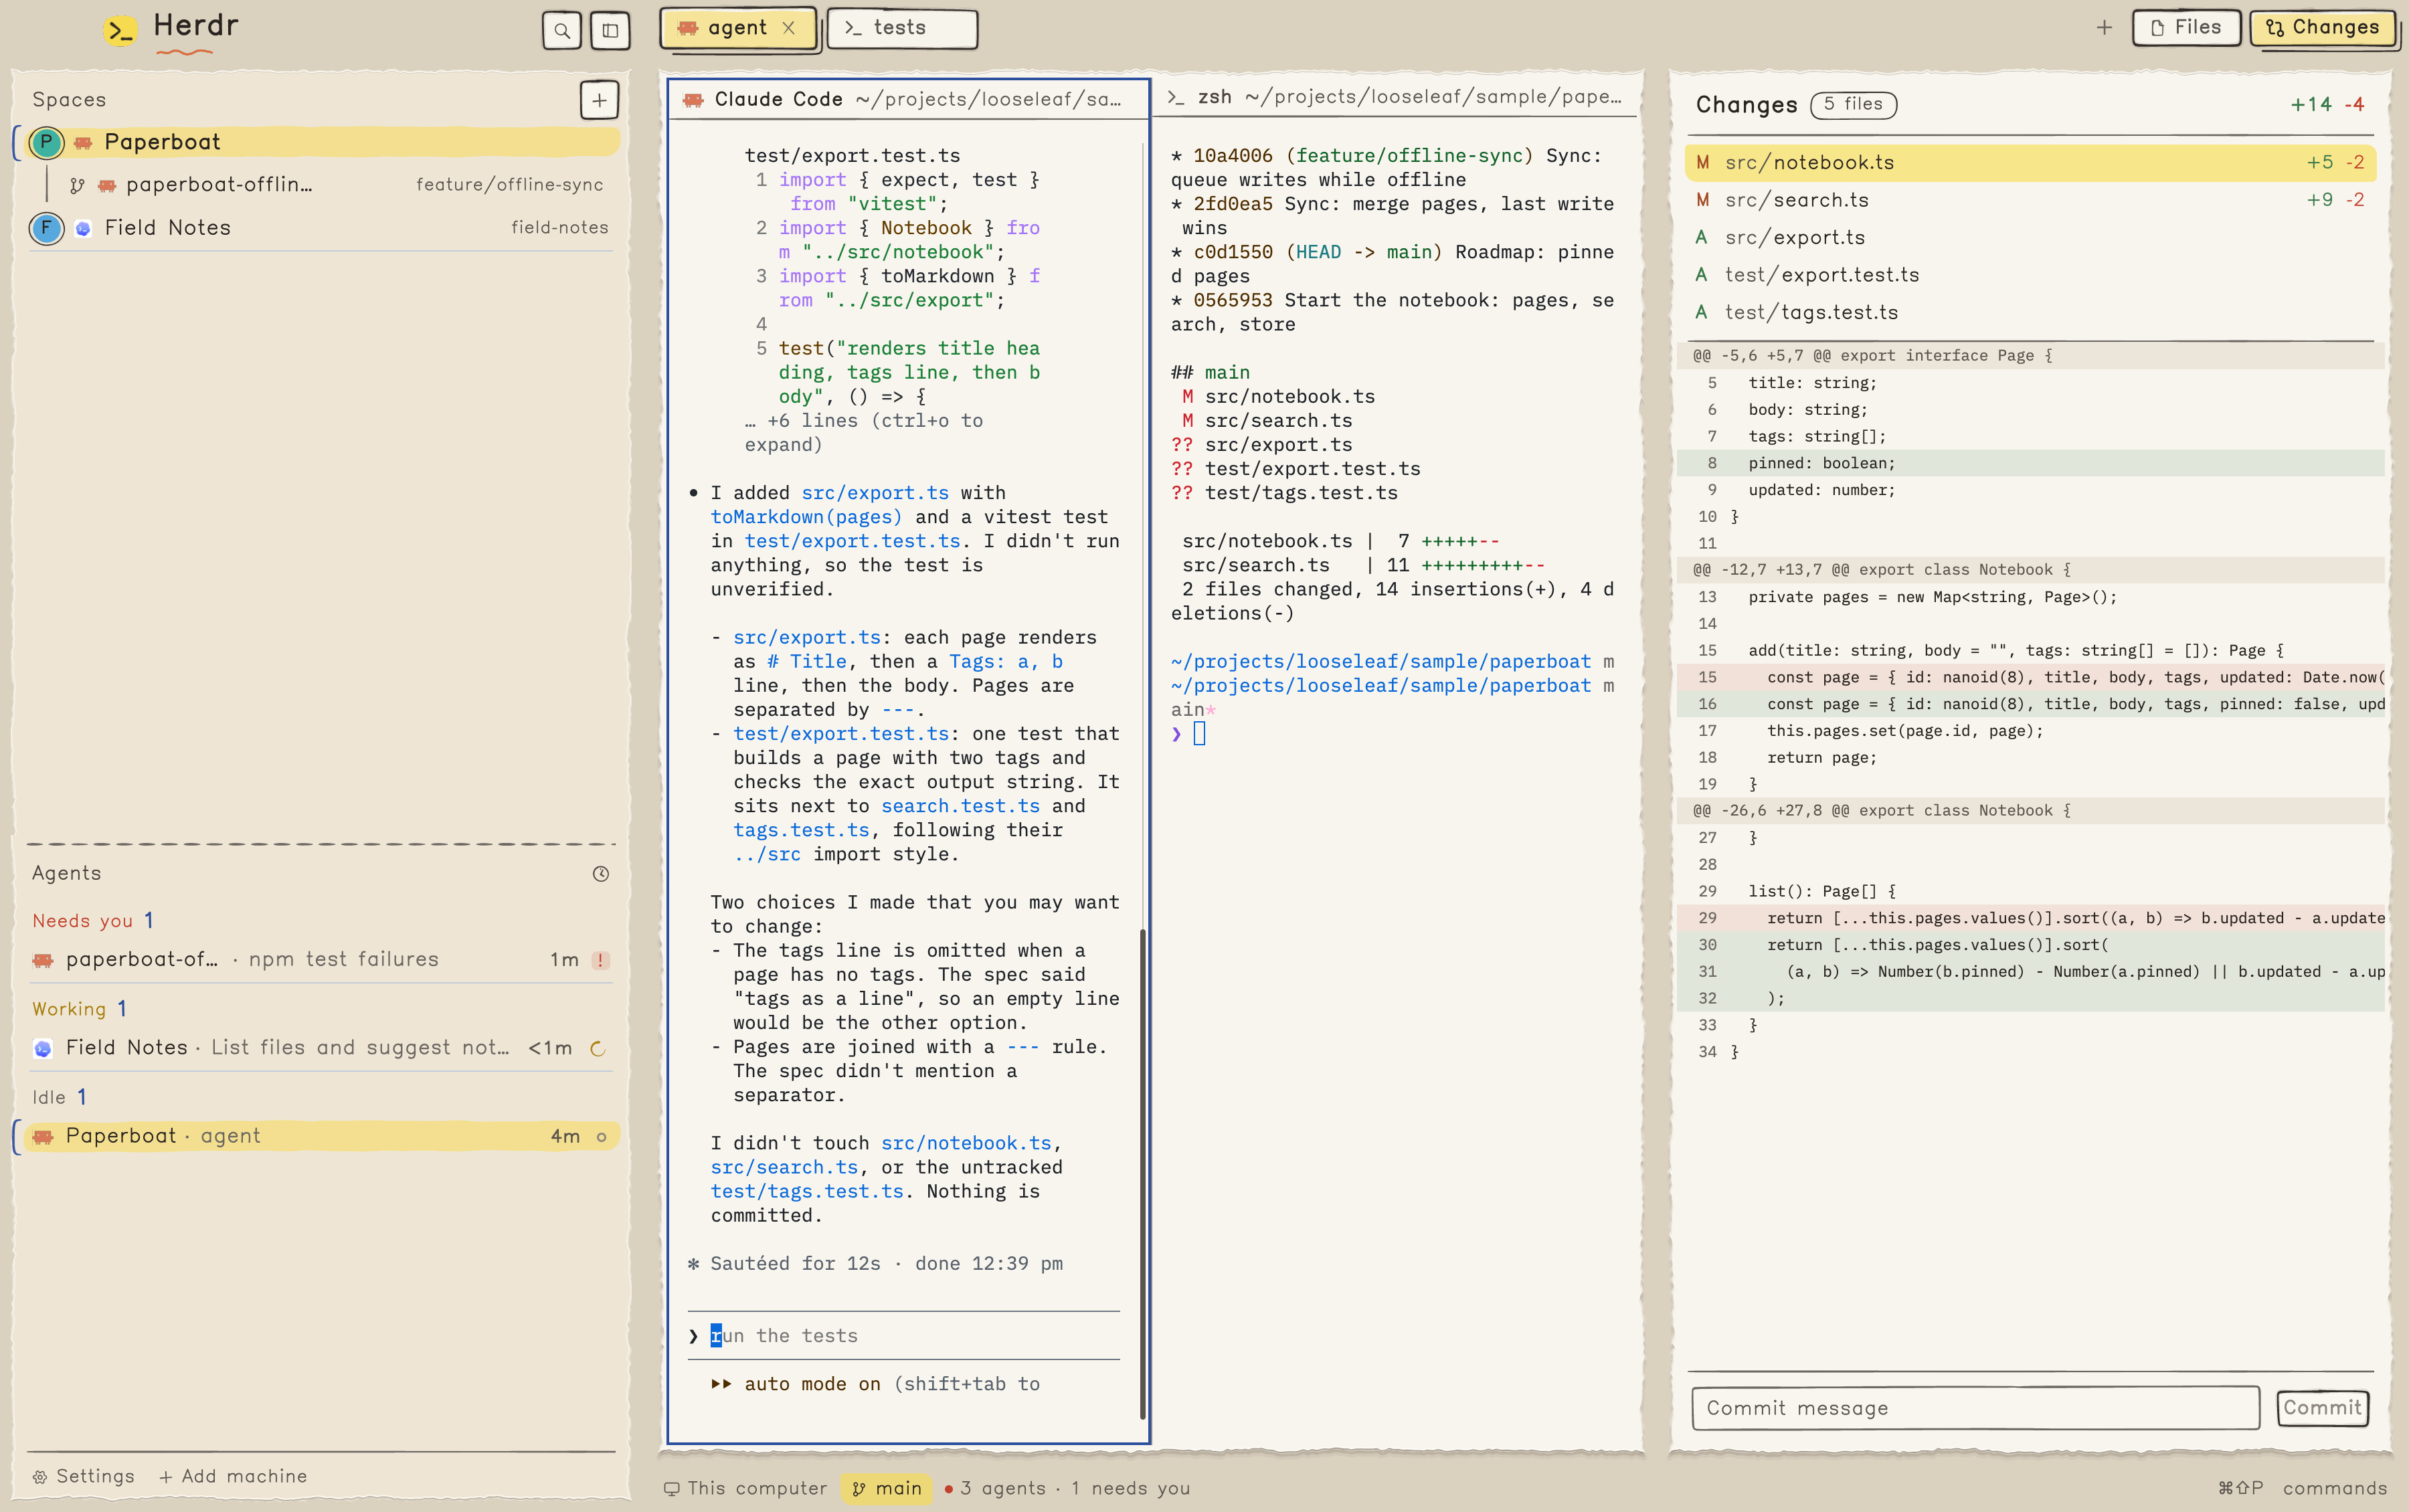 Herdr
agent
tests
Files
Changes
Spaces
P Paperboat
paperboat-offlin… feature/offline-sync
F Field Notes field-notes
Agents
Needs you 1
paperboat-of… · npm test failures 1m !
Working 1
Field Notes · List files and suggest not… <1m
Idle 1
Paperboat · agent 4m
Settings + Add machine
Claude Code ~/projects/looseleaf/sa…
test/export.test.ts
1 import { expect, test }
from "vitest";
2 import { Notebook } fro
m "../src/notebook";
3 import { toMarkdown } f
rom "../src/export";
4
5 test("renders title hea
ding, tags line, then b
ody", () => {
… +6 lines (ctrl+o to
expand)
● I added src/export.ts with
toMarkdown(pages) and a vitest test
in test/export.test.ts. I didn't run
anything, so the test is
unverified.
- src/export.ts: each page renders
as # Title, then a Tags: a, b
line, then the body. Pages are
separated by ---.
- test/export.test.ts: one test that
builds a page with two tags and
checks the exact output string. It
sits next to search.test.ts and
tags.test.ts, following their
../src import style.
Two choices I made that you may want
to change:
- The tags line is omitted when a
page has no tags. The spec said
"tags as a line", so an empty line
would be the other option.
- Pages are joined with a --- rule.
The spec didn't mention a
separator.
I didn't touch src/notebook.ts,
src/search.ts, or the untracked
test/tags.test.ts. Nothing is
committed.
✻ Sautéed for 12s · done 12:39 pm
❯ run the tests
⏵⏵ auto mode on (shift+tab to
zsh ~/projects/looseleaf/sample/pape…
* 10a4006 (feature/offline-sync) Sync:
queue writes while offline
* 2fd0ea5 Sync: merge pages, last write
wins
* c0d1550 (HEAD -> main) Roadmap: pinne
d pages
* 0565953 Start the notebook: pages, se
arch, store
## main
M src/notebook.ts
M src/search.ts
?? src/export.ts
?? test/export.test.ts
?? test/tags.test.ts
src/notebook.ts | 7 +++++--
src/search.ts | 11 +++++++++--
2 files changed, 14 insertions(+), 4 d
eletions(-)
~/projects/looseleaf/sample/paperboat m
~/projects/looseleaf/sample/paperboat m
ain*
❯
Changes 5 files +14 -4
M src/notebook.ts +5 -2
M src/search.ts +9 -2
A src/export.ts
A test/export.test.ts
A test/tags.test.ts
@@ -5,6 +5,7 @@ export interface Page {
5 title: string;
6 body: string;
7 tags: string[];
8 pinned: boolean;
9 updated: number;
10 }
11
@@ -12,7 +13,7 @@ export class Notebook {
13 private pages = new Map<string, Page>();
14
15 add(title: string, body = "", tags: string[] = []): Page {
15 const page = { id: nanoid(8), title, body, tags, updated: Date.now(
16 const page = { id: nanoid(8), title, body, tags, pinned: false, upd
17 this.pages.set(page.id, page);
18 return page;
19 }
@@ -26,6 +27,8 @@ export class Notebook {
27 }
28
29 list(): Page[] {
29 return [...this.pages.values()].sort((a, b) => b.updated - a.update
30 return [...this.pages.values()].sort(
31 (a, b) => Number(b.pinned) - Number(a.pinned) || b.updated - a.up
32 );
33 }
34 }
Commit message
Commit
This computer main ● 3 agents · 1 needs you
⌘⇧P commands